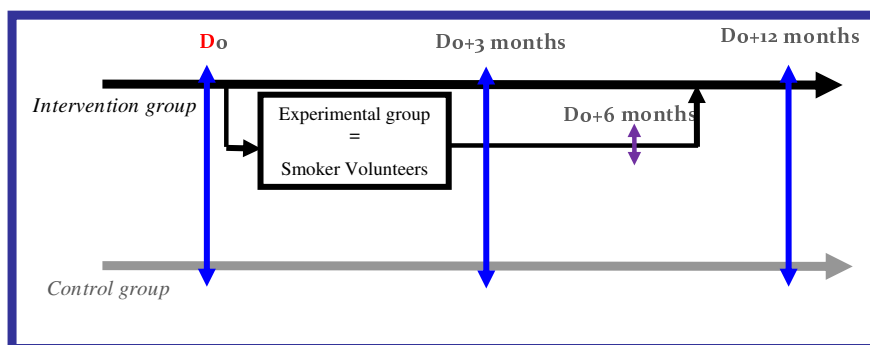 D0
D0+3 months
D0+12 months
Intervention group
Experimental group
=
Smoker Volunteers
D0+6 months
Control group